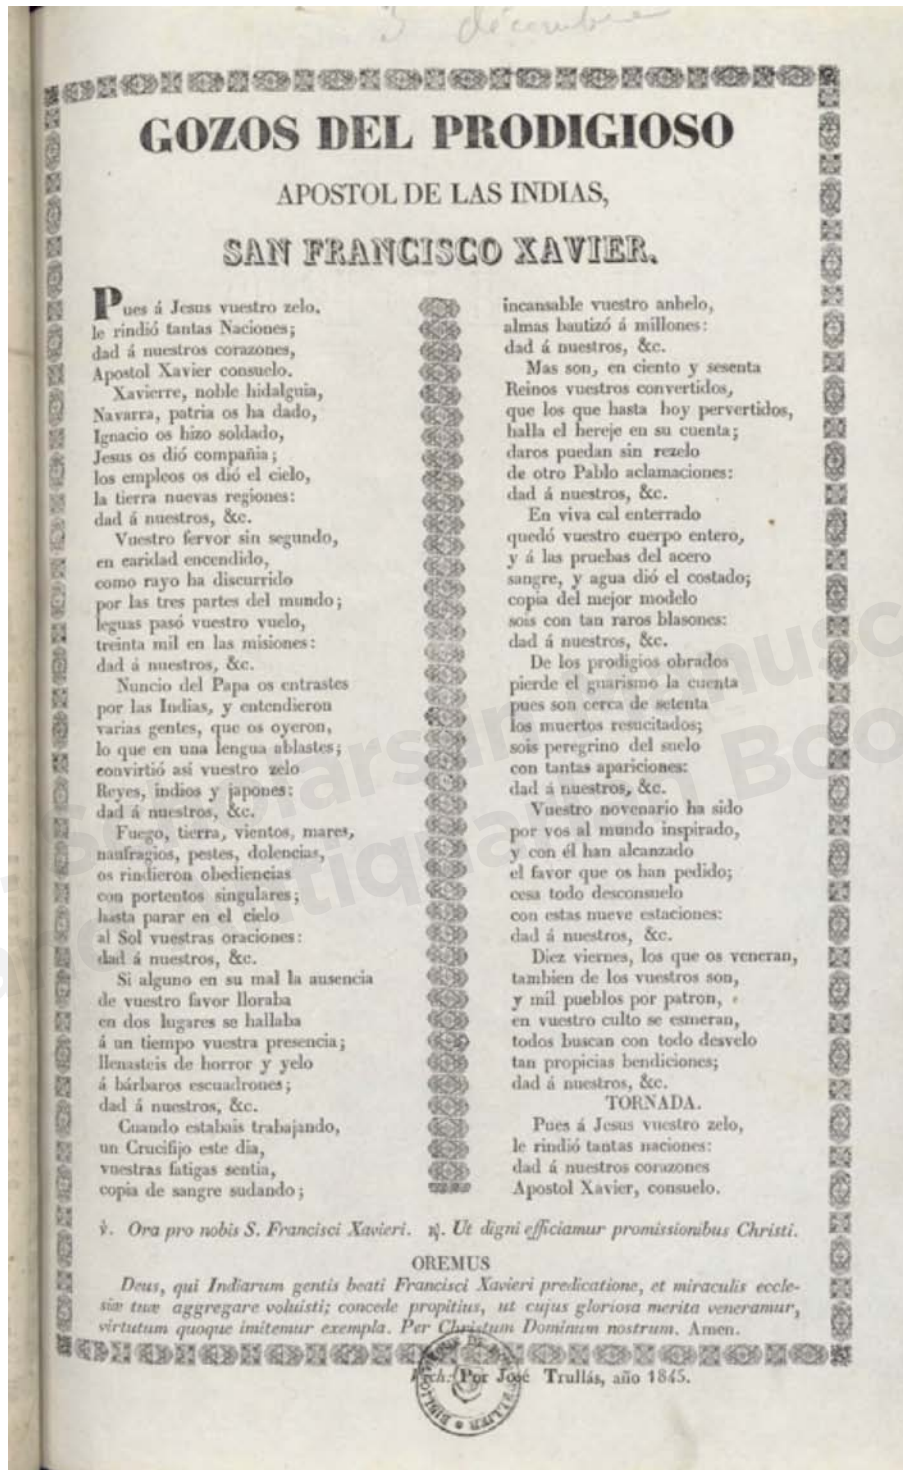 3 décembre
GOZOS DEL PRODIGIOSO
APOSTOL DE LAS INDIAS,
SAN FRANCISCO XAVIER.
Pues á Jesus vuestro zelo,
le rindió tantas Naciones;
dad á nuestros corazones,
Apostol Xavier consuelo.
Xavierre, noble hidalguia,
Navarra, patria os ha dado,
Ignacio os hizo soldado,
Jesus os dió compañia;
los empleos os dió el cielo,
la tierra nuevas regiones:
dad á nuestros, &c.
Vuestro fervor sin segundo,
en caridad encendido,
como rayo ha discurrido
por las tres partes del mundo;
leguas pasó vuestro vuelo,
treinta mil en las misiones:
dad á nuestros, &c.
Nuncio del Papa os entrastes
por las Indias, y entendieron
varias gentes, que os oyeron,
lo que en una lengua ablastes;
convirtió asi vuestro zelo
Reyes, indios y japones:
dad á nuestros, &c.
Fuego, tierra, vientos, mares,
naufragios, pestes, dolencias,
os rindieron obediencias
con portentos singulares;
hasta parar en el cielo
al Sol vuestras oraciones:
dad á nuestros, &c.
Si alguno en su mal la ausencia
de vuestro favor lloraba
en dos lugares se hallaba
á un tiempo vuestra presencia;
llenasteis de horror y yelo
á bárbaros escuadrones;
dad á nuestros, &c.
Cuando estabais trabajando,
un Crucifijo este dia,
vuestras fatigas sentia,
copia de sangre sudando;
incansable vuestro anhelo,
almas bautizó á millones:
dad á nuestros, &c.
Mas son, en ciento y sesenta
Reinos vuestros convertidos,
que los que hasta hoy pervertidos,
halla el hereje en su cuenta;
daros puedan sin rezelo
de otro Pablo aclamaciones:
dad á nuestros, &c.
En viva cal enterrado
quedó vuestro cuerpo entero,
y á las pruebas del acero
sangre, y agua dió el costado;
copia del mejor modelo
sois con tan raros blasones:
dad á nuestros, &c.
De los prodigios obrados
pierde el guarismo la cuenta
pues son cerca de setenta
los muertos resucitados;
sois peregrino del suelo
con tantas apariciones:
dad á nuestros, &c.
Vuestro novenario ha sido
por vos al mundo inspirado,
y con él han alcanzado
el favor que os han pedido;
cesa todo desconsuelo
con estas nueve estaciones:
dad á nuestros, &c.
Diez viernes, los que os veneran,
tambien de los vuestros son,
y mil pueblos por patron,
en vuestro culto se esmeran,
todos buscan con todo desvelo
tan propicias bendiciones;
dad á nuestros, &c.
TORNADA.
Pues á Jesus vuestro zelo,
le rindió tantas naciones:
dad á nuestros corazones
Apostol Xavier, consuelo.
℣. Ora pro nobis S. Francisci Xavieri. ℟. Ut digni efficiamur promissionibus Christi.
OREMUS
Deus, qui Indiarum gentis beati Francisci Xavieri predicatione, et miraculis eccle-
siæ tuæ aggregare voluisti; concede propitius, ut cujus gloriosa merita veneramur,
virtutum quoque imitemur exempla. Per Christum Dominum nostrum. Amen.
Por José Trullás, año 1845.